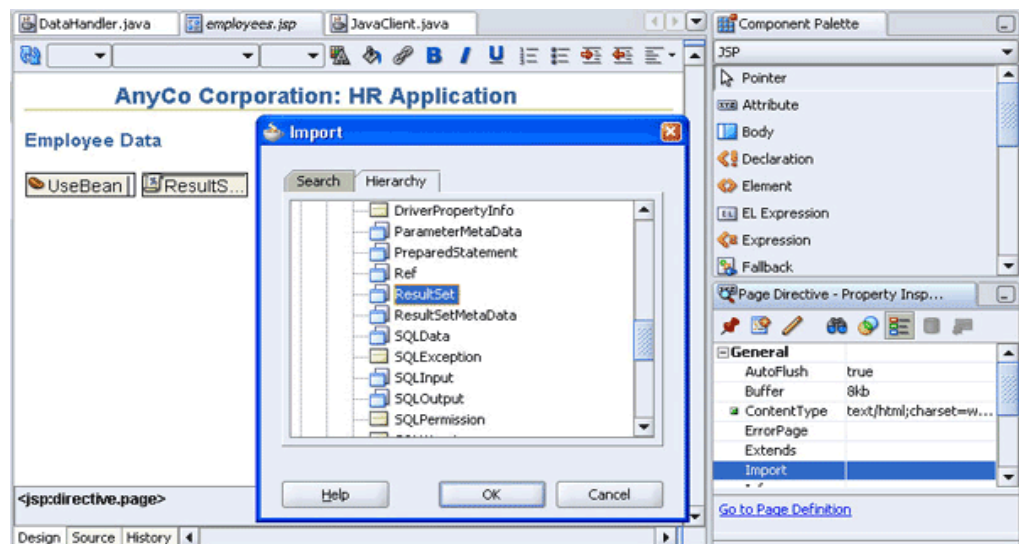 DataHandler.java
employees.jsp
JavaClient.java
B I U
AnyCo Corporation: HR Application
Employee Data
UseBean
ResultS...
Import
Search
Hierarchy
DriverPropertyInfo
ParameterMetaData
PreparedStatement
Ref
ResultSet
ResultSetMetaData
SQLData
SQLException
SQLInput
SQLOutput
SQLPermission
Help
OK
Cancel
<jsp:directive.page>
Design
Source
History
Component Palette
JSP
Pointer
Attribute
Body
Declaration
Element
EL Expression
Expression
Fallback
Page Directive - Property Insp...
General
AutoFlush true
Buffer 8kb
ContentType text/html;charset=w...
ErrorPage
Extends
Import
Go to Page Definition